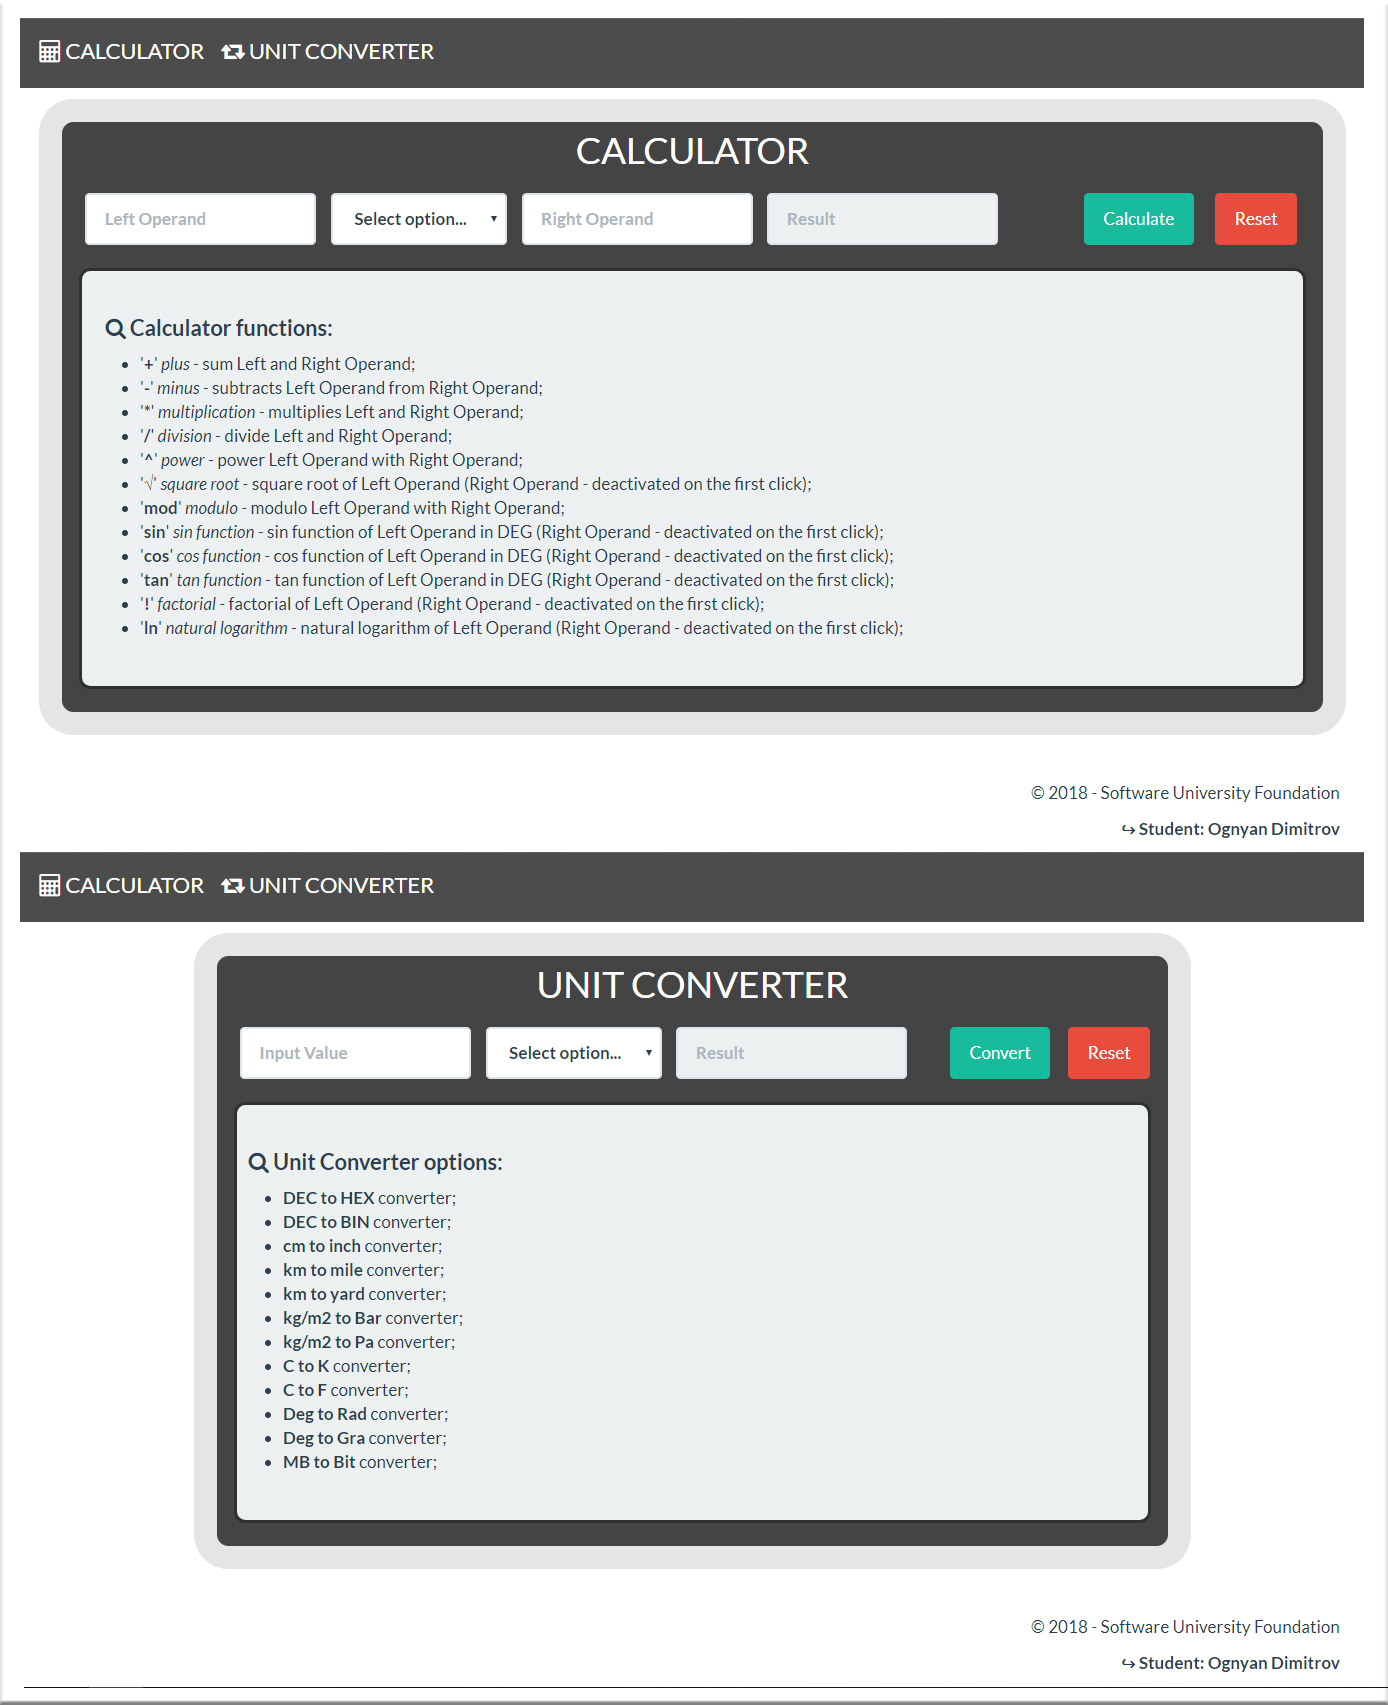 CALCULATOR UNIT CONVERTER
CALCULATOR
Left Operand Select option... Right Operand Result Calculate Reset
Calculator functions:
'+' plus - sum Left and Right Operand;
'-' minus - subtracts Left Operand from Right Operand;
'*' multiplication - multiplies Left and Right Operand;
'/' division - divide Left and Right Operand;
'^' power - power Left Operand with Right Operand;
'√' square root - square root of Left Operand (Right Operand - deactivated on the first click);
'mod' modulo - modulo Left Operand with Right Operand;
'sin' sin function - sin function of Left Operand in DEG (Right Operand - deactivated on the first click);
'cos' cos function - cos function of Left Operand in DEG (Right Operand - deactivated on the first click);
'tan' tan function - tan function of Left Operand in DEG (Right Operand - deactivated on the first click);
'!' factorial - factorial of Left Operand (Right Operand - deactivated on the first click);
'ln' natural logarithm - natural logarithm of Left Operand (Right Operand - deactivated on the first click);
© 2018 - Software University Foundation
↪ Student: Ognyan Dimitrov
CALCULATOR UNIT CONVERTER
UNIT CONVERTER
Input Value Select option... Result Convert Reset
Unit Converter options:
DEC to HEX converter;
DEC to BIN converter;
cm to inch converter;
km to mile converter;
km to yard converter;
kg/m2 to Bar converter;
kg/m2 to Pa converter;
C to K converter;
C to F converter;
Deg to Rad converter;
Deg to Gra converter;
MB to Bit converter;
© 2018 - Software University Foundation
↪ Student: Ognyan Dimitrov